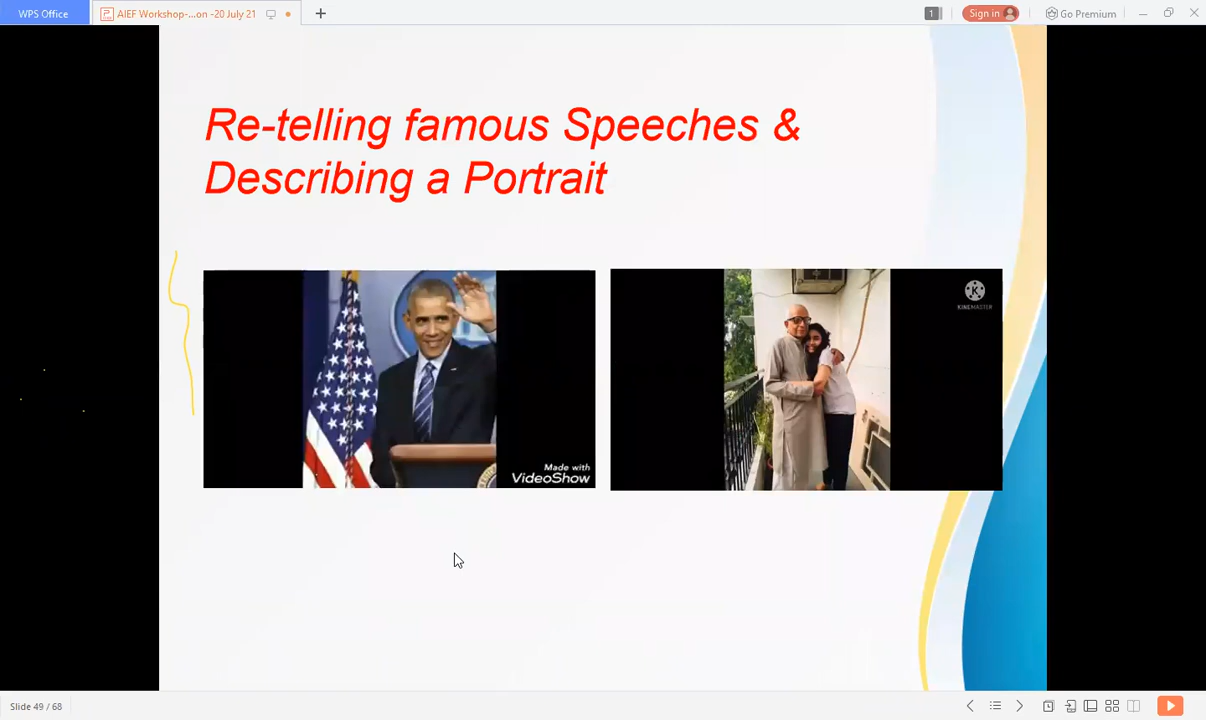 WPS Office
AIEF Workshop-...on -20 July 21
1
Sign in
Go Premium
Re-telling famous Speeches &
Describing a Portrait
Made with
VideoShow
K
KINEMASTER
Slide 49 / 68